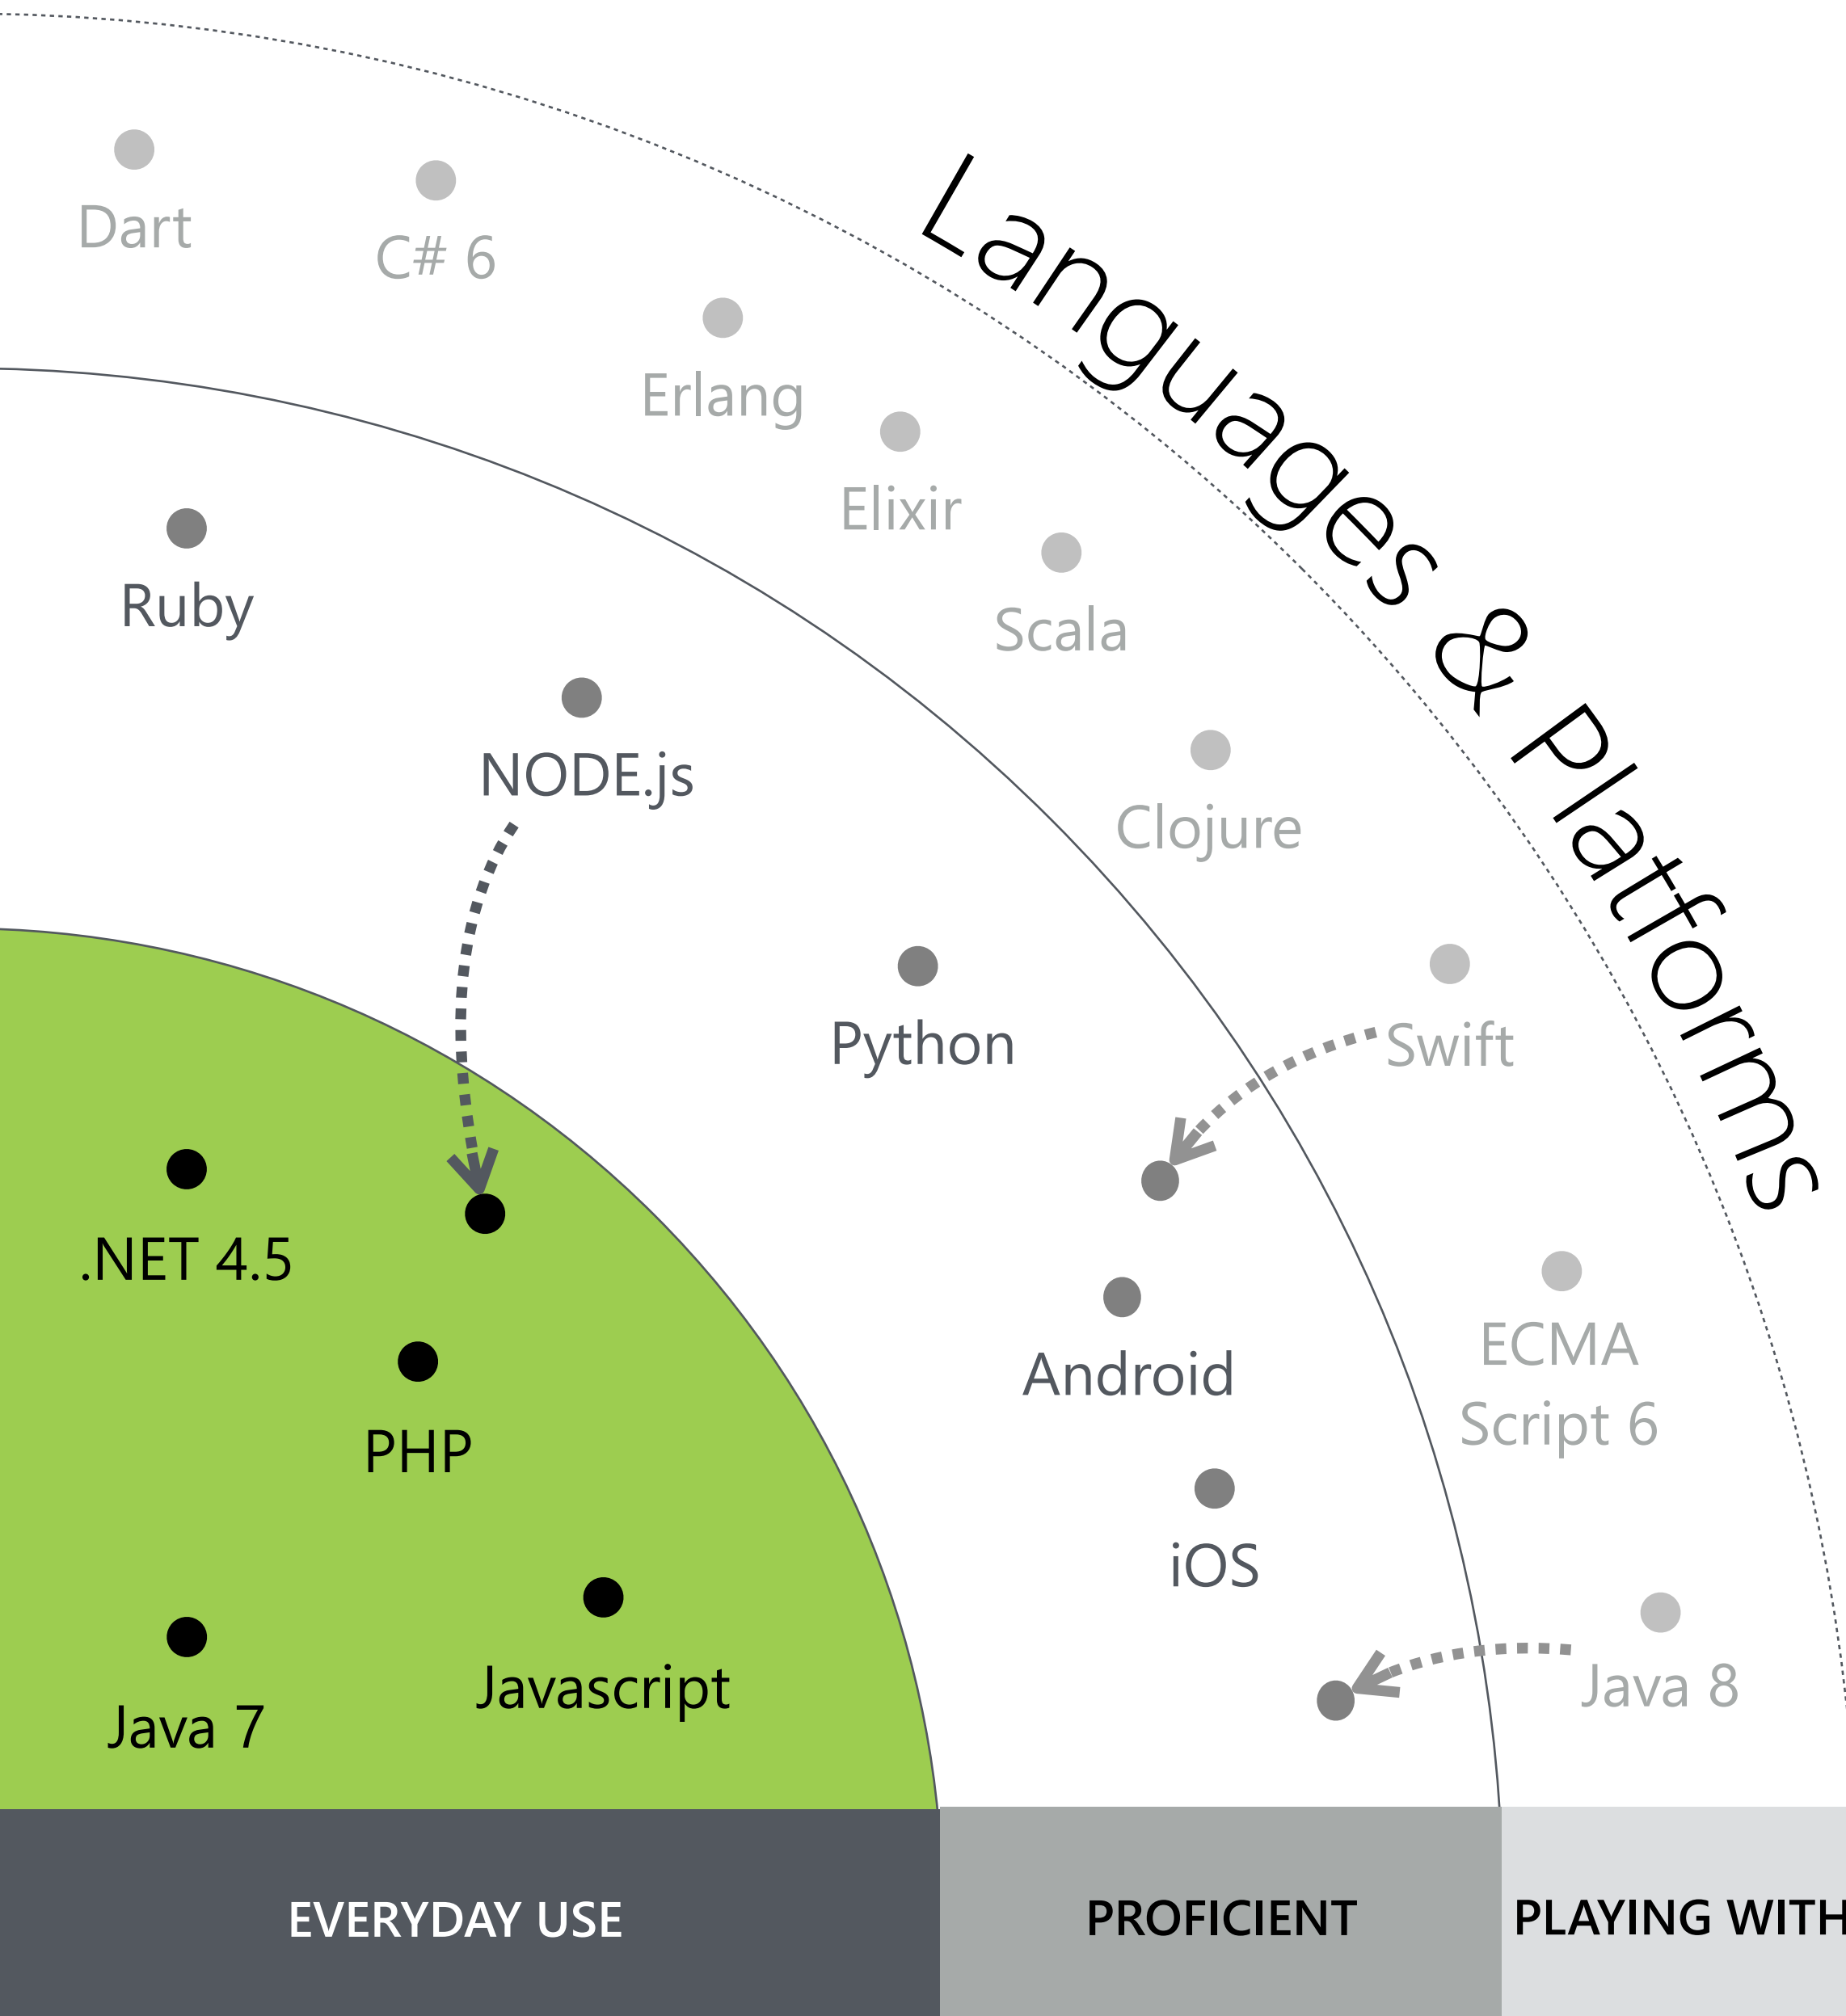 Languages & Platforms
Dart
C# 6
Erlang
Elixir
Scala
Clojure
Swift
ECMA
Script 6
Java 8
Ruby
NODE.js
Python
Android
iOS
.NET 4.5
PHP
Javascript
Java 7
EVERYDAY USE
PROFICIENT
PLAYING WITH